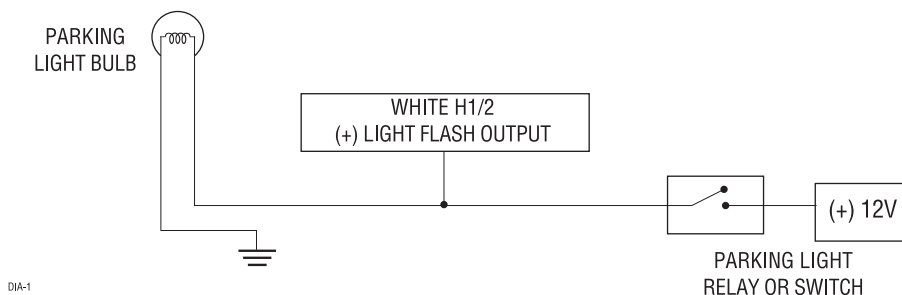 PARKING
LIGHT BULB
WHITE H1/2
(+) LIGHT FLASH OUTPUT
(+) 12V
PARKING LIGHT
RELAY OR SWITCH
DIA-1